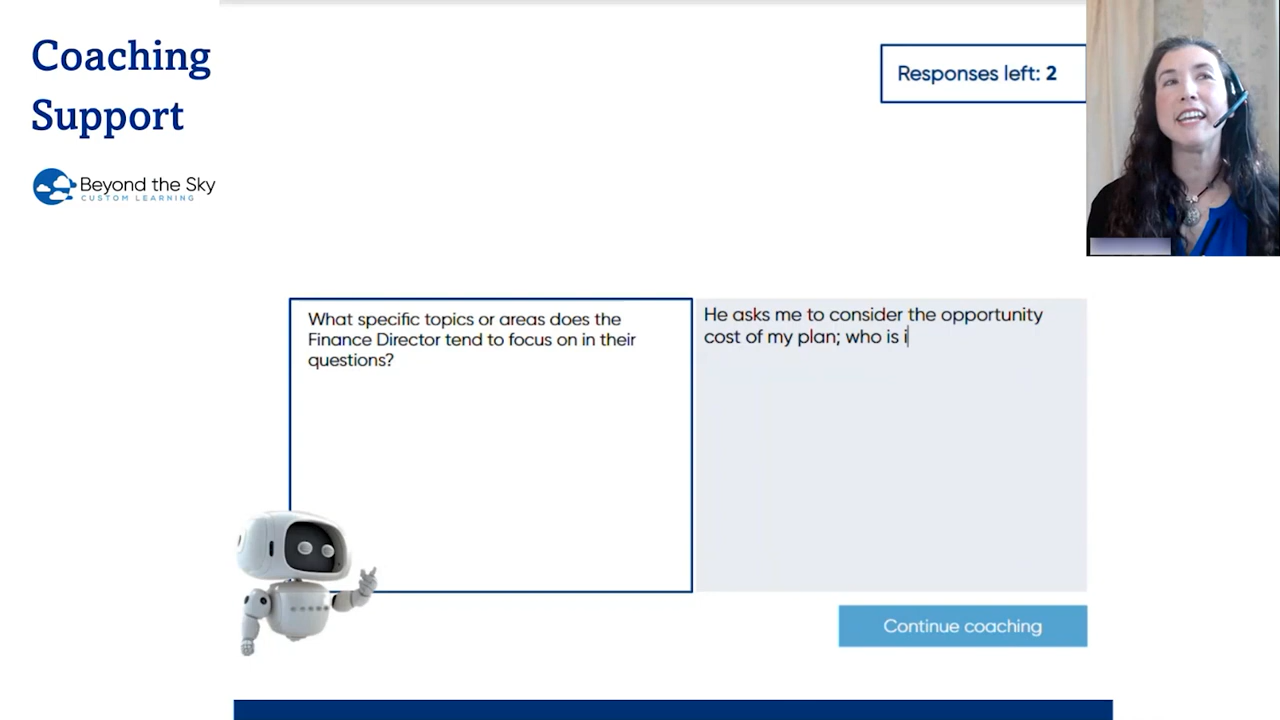 Coaching
Support
Beyond the Sky
CUSTOM LEARNING
Responses left: 2
What specific topics or areas does the
Finance Director tend to focus on in their
questions?
He asks me to consider the opportunity
cost of my plan; who is i
Continue coaching